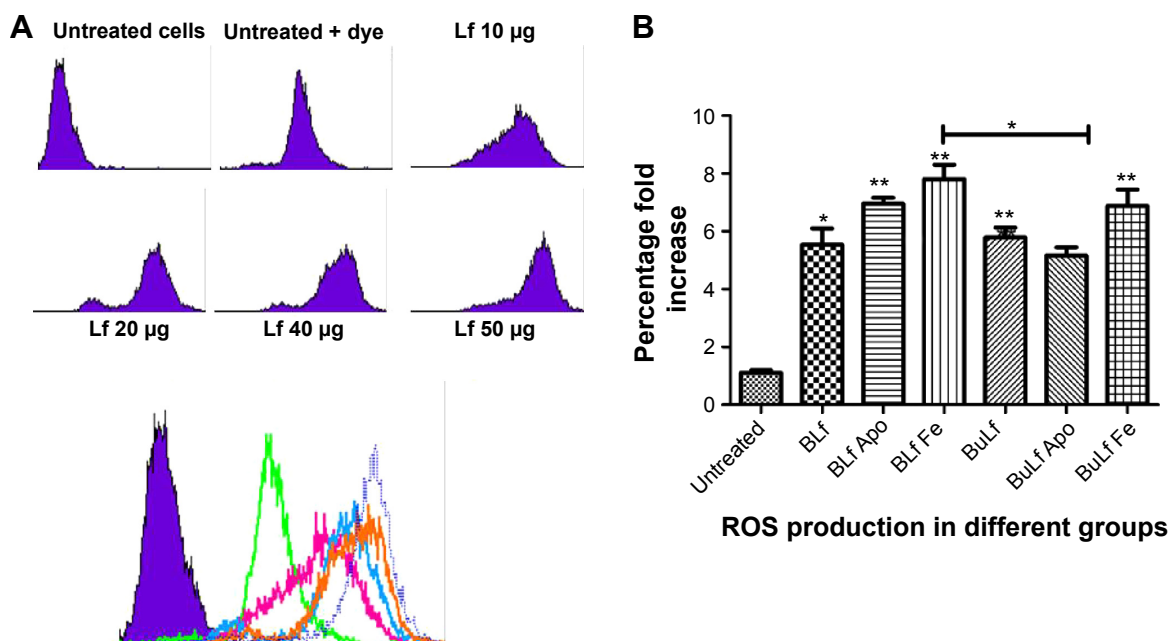 A
Untreated cells
Untreated + dye
Lf 10 µg
Lf 20 µg
Lf 40 µg
Lf 50 µg
B
Percentage fold
increase
10
8
6
4
2
0
*
**
**
**
**
*
Untreated
BLf
BLf Apo
BLf Fe
BuLf
BuLf Apo
BuLf Fe
ROS production in different groups